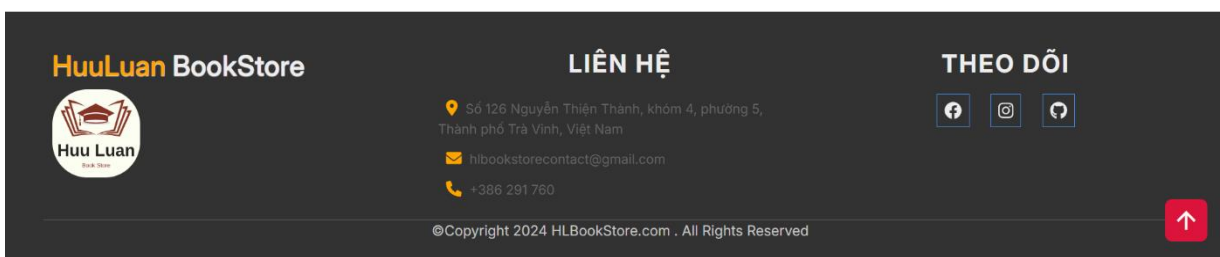 HuuLuan BookStore
Huu Luan
Book Store
LIÊN HỆ
Số 126 Nguyễn Thiện Thành, khóm 4, phường 5,
Thành phố Trà Vinh, Việt Nam
hlbookstorecontact@gmail.com
+386 291 760
THEO DÕI
©Copyright 2024 HLBookStore.com . All Rights Reserved